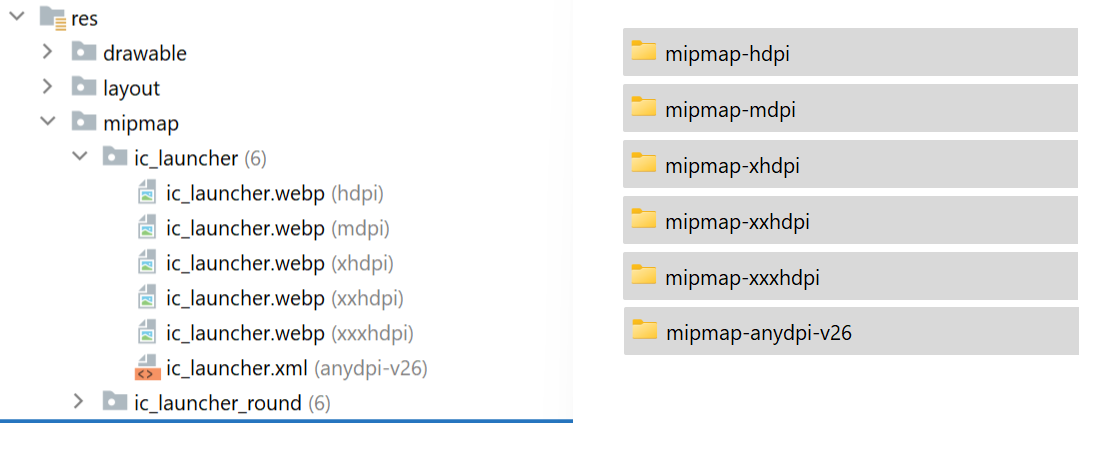 res
drawable
layout
mipmap
ic_launcher (6)
ic_launcher.webp (hdpi)
ic_launcher.webp (mdpi)
ic_launcher.webp (xhdpi)
ic_launcher.webp (xxhdpi)
ic_launcher.webp (xxxhdpi)
ic_launcher.xml (anydpi-v26)
ic_launcher_round (6)
mipmap-hdpi
mipmap-mdpi
mipmap-xhdpi
mipmap-xxhdpi
mipmap-xxxhdpi
mipmap-anydpi-v26